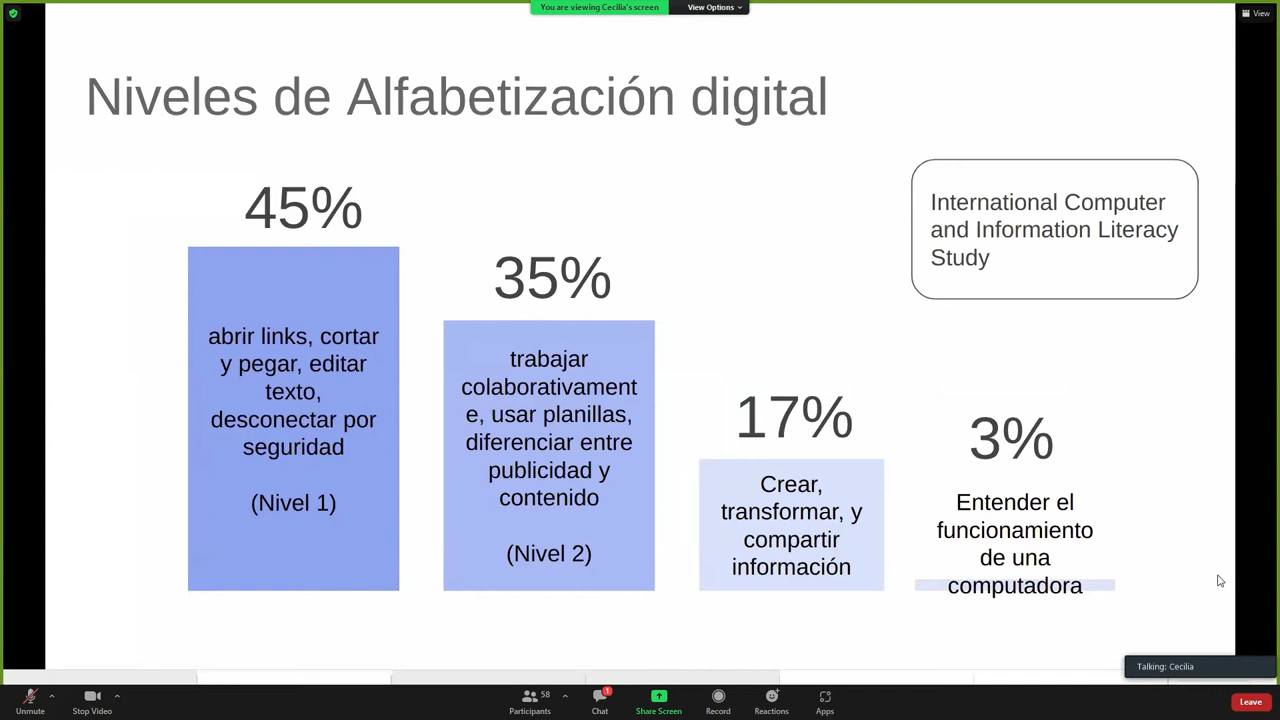 You are viewing Cecilia's screen
View Options
View
Niveles de Alfabetización digital
45%
abrir links, cortar
y pegar, editar
texto,
desconectar por
seguridad
(Nivel 1)
35%
trabajar
colaborativament
e, usar planillas,
diferenciar entre
publicidad y
contenido
(Nivel 2)
17%
Crear,
transformar, y
compartir
información
3%
Entender el
funcionamiento
de una
computadora
International Computer
and Information Literacy
Study
Talking: Cecilia
Unmute
Stop Video
58
Participants
1
Chat
Share Screen
Record
Reactions
Apps
Leave